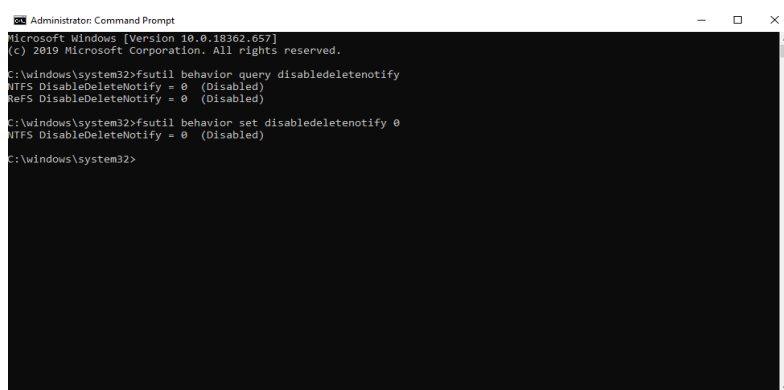 Administrator: Command Prompt
Microsoft Windows [Version 10.0.18362.657]
(c) 2019 Microsoft Corporation. All rights reserved.
C:\windows\system32>fsutil behavior query disabledeletenotify
NTFS DisableDeleteNotify = 0  (Disabled)
ReFS DisableDeleteNotify = 0  (Disabled)
C:\windows\system32>fsutil behavior set disabledeletenotify 0
NTFS DisableDeleteNotify = 0  (Disabled)
C:\windows\system32>